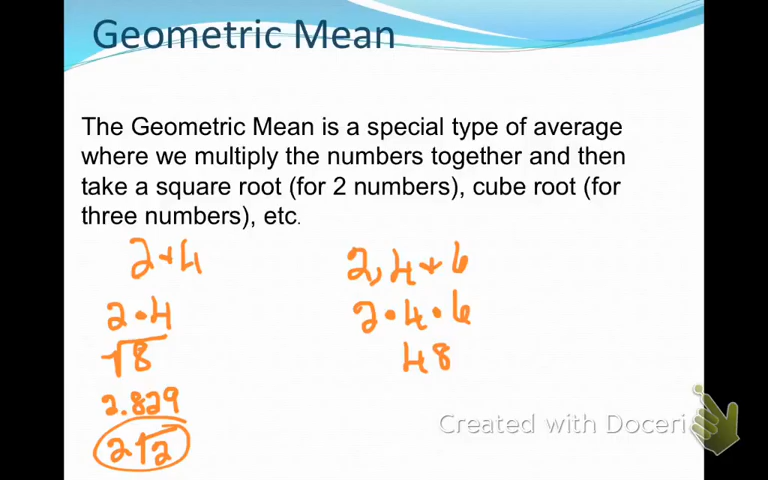 Geometric Mean
The Geometric Mean is a special type of average
where we multiply the numbers together and then
take a square root (for 2 numbers), cube root (for
three numbers), etc.
2 + 4
2 • 4
√8
2.829
2√2
2, 4 + 6
2 • 4 • 6
48
Created with Doceri